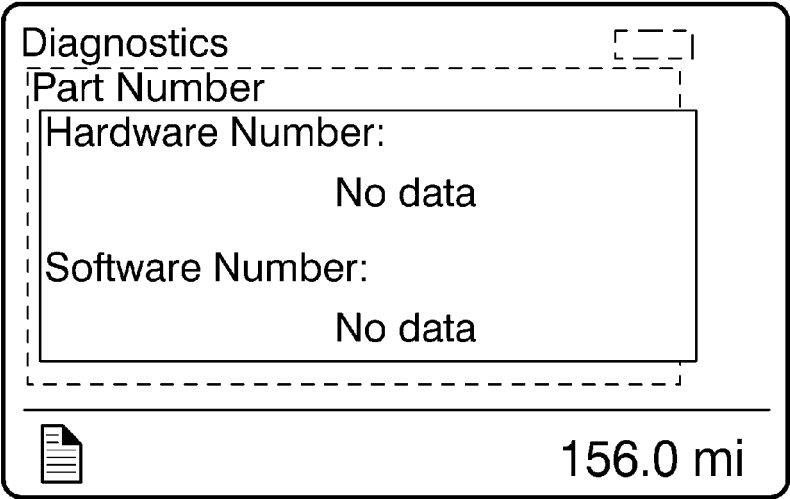 Diagnostics
Part Number
Hardware Number:
No data
Software Number:
No data
156.0 mi